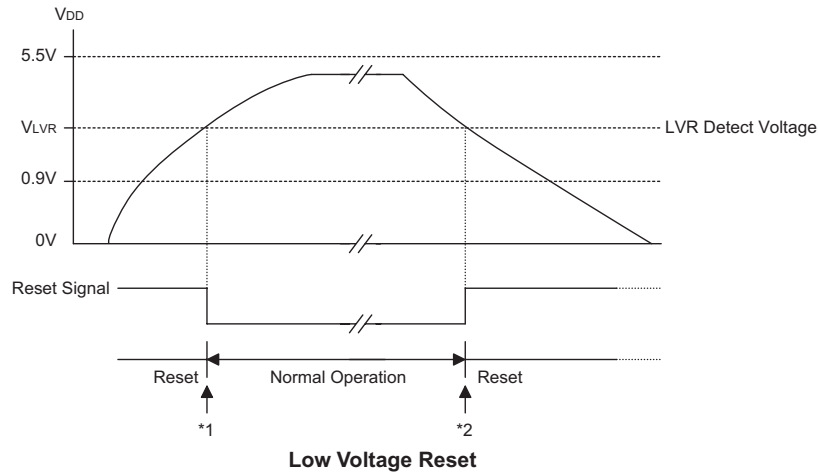 VDD
5.5V
VLVR
LVR Detect Voltage
0.9V
0V
Reset Signal
Reset
Normal Operation
Reset
*1
*2
Low Voltage Reset